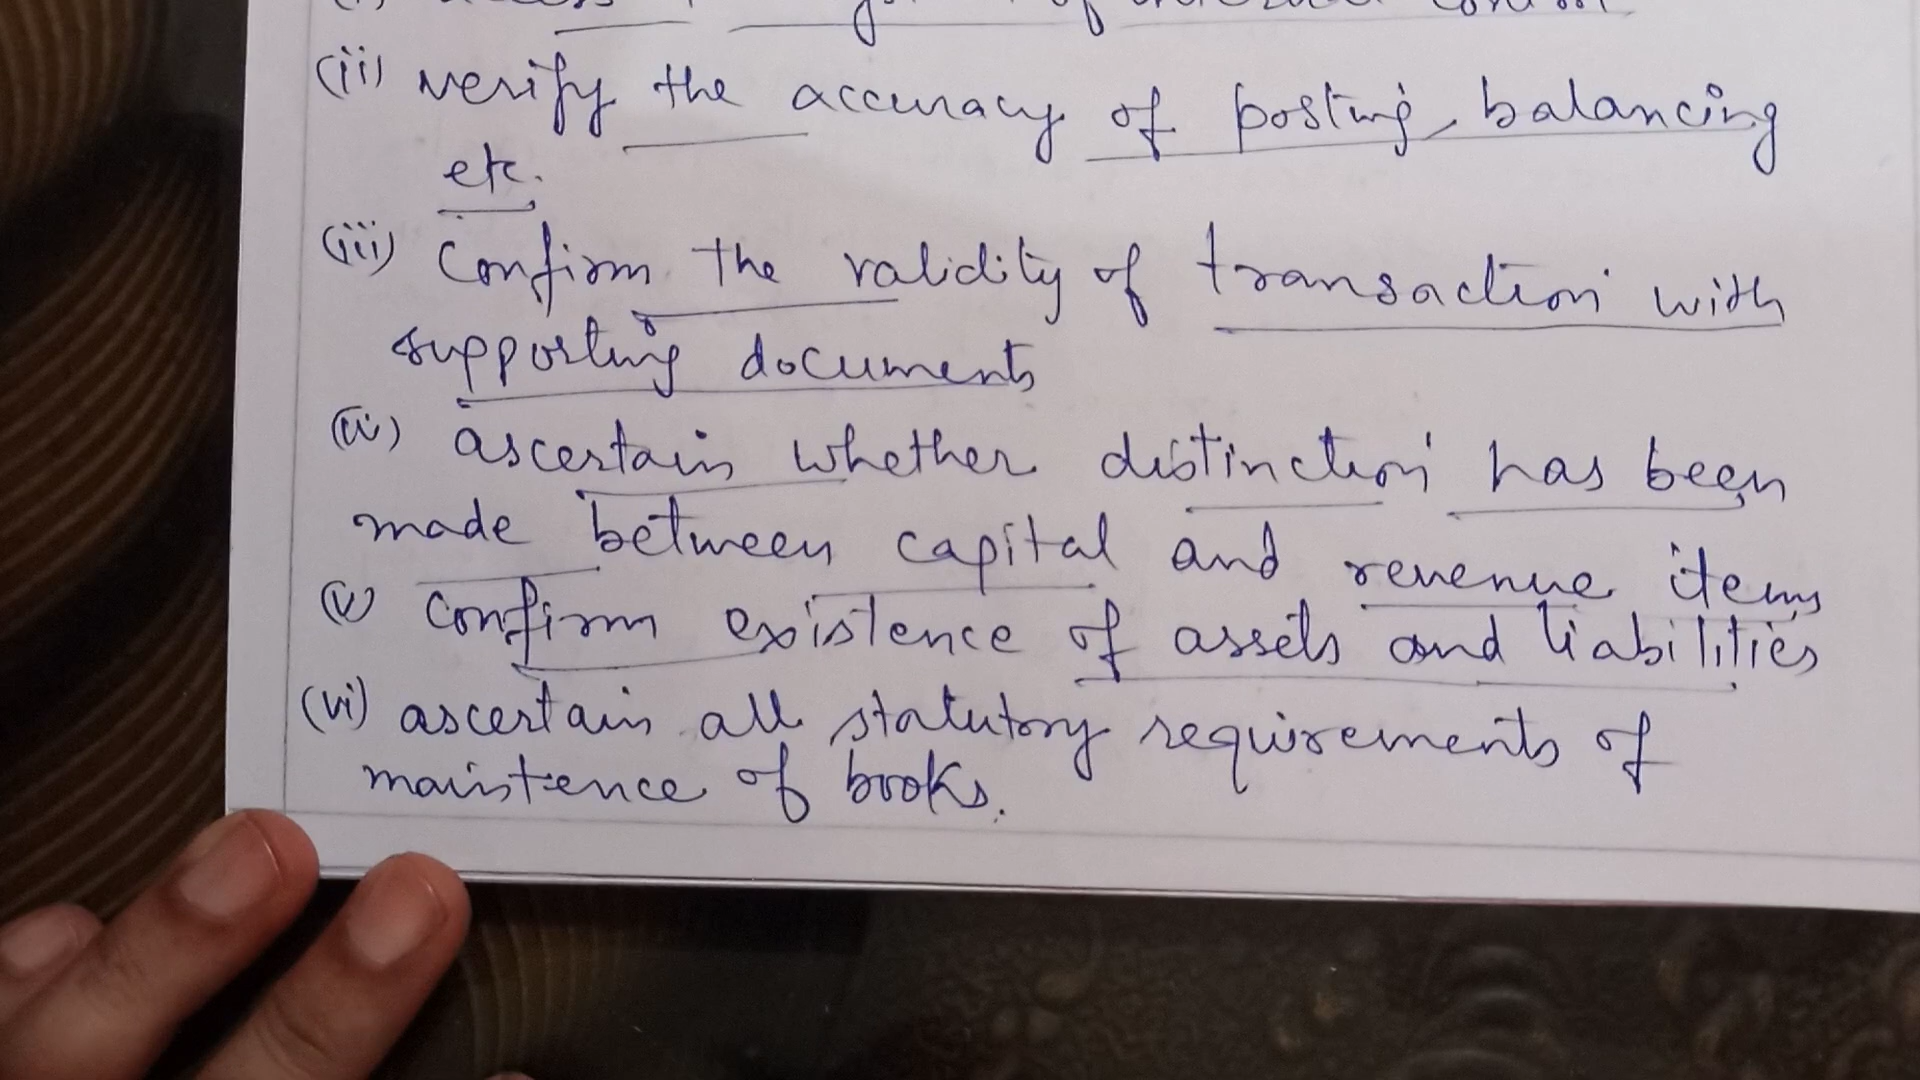 (ii) verify the accuracy of posting, balancing
etc.
(iii) Confirm the validity of transaction with
supporting documents
(iv) ascertain whether distinction has been
made between capital and revenue items
(v) Confirm existence of assets and liabilities
(vi) ascertain all statutory requirements of
maintence of books.